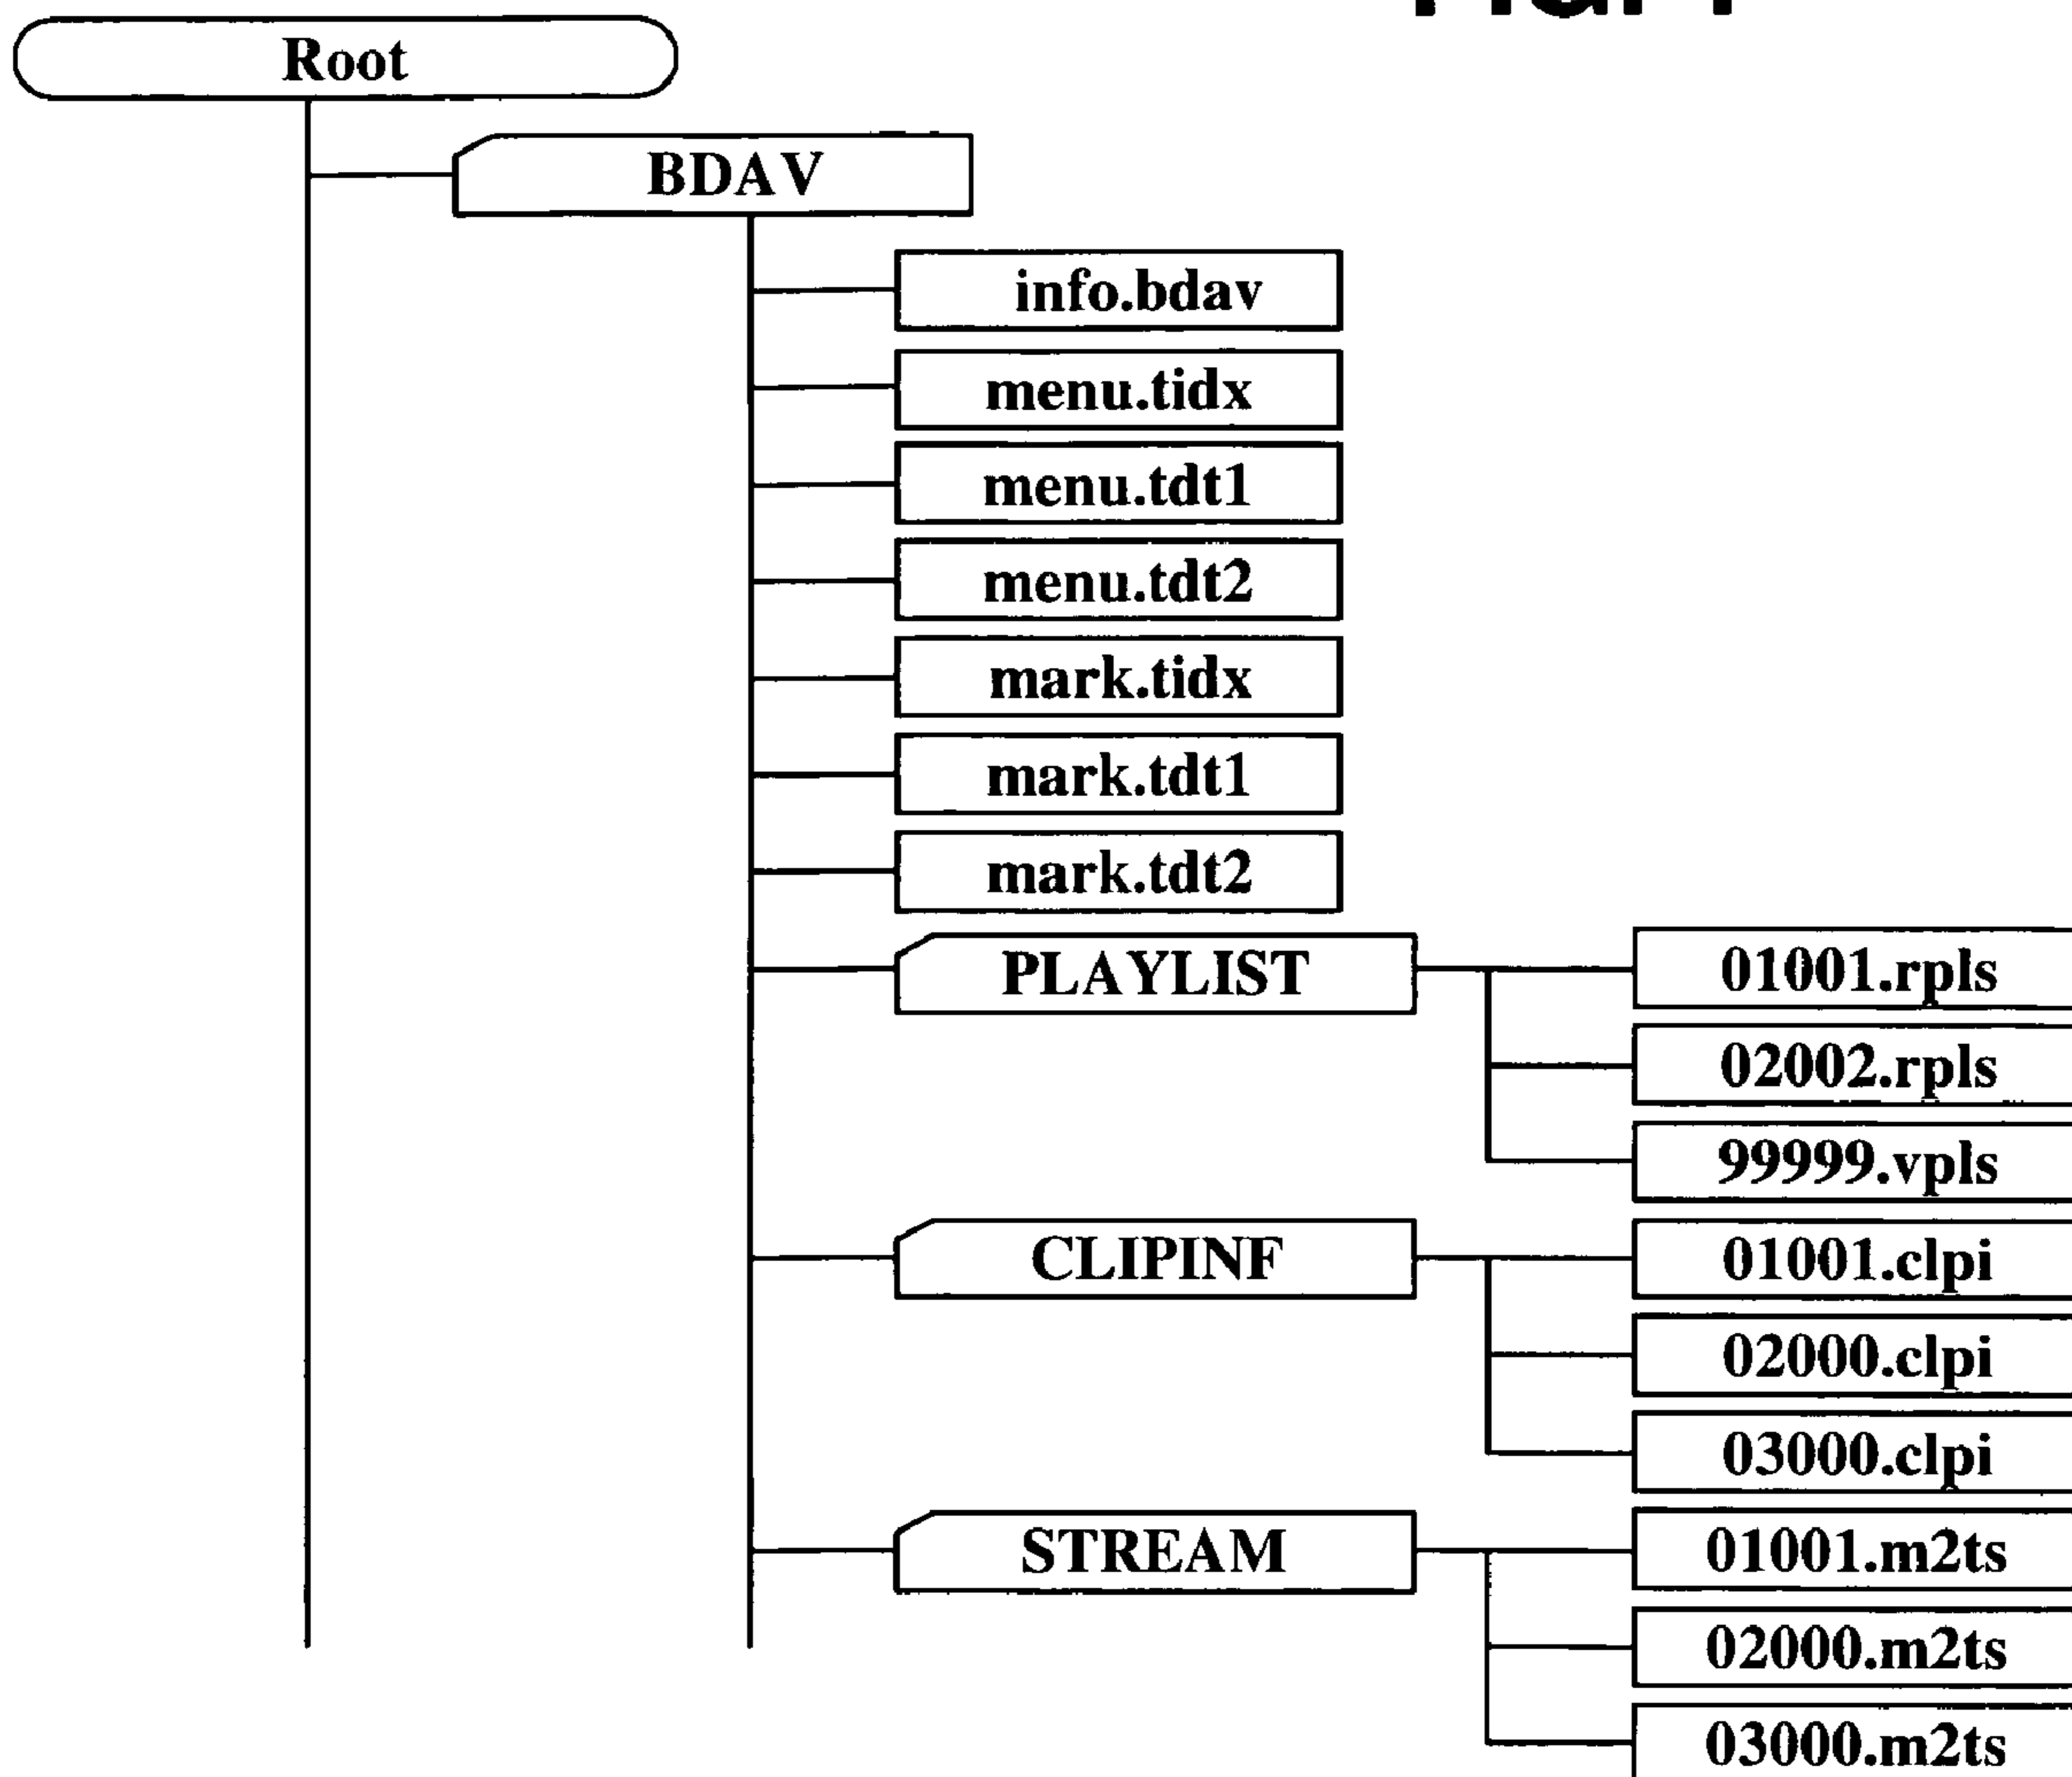 Root
BDAV
info.bdav
menu.tidx
menu.tdt1
menu.tdt2
mark.tidx
mark.tdt1
mark.tdt2
PLAYLIST
01001.rpls
02002.rpls
99999.vpls
CLIPINF
01001.clpi
02000.clpi
03000.clpi
STREAM
01001.m2ts
02000.m2ts
03000.m2ts